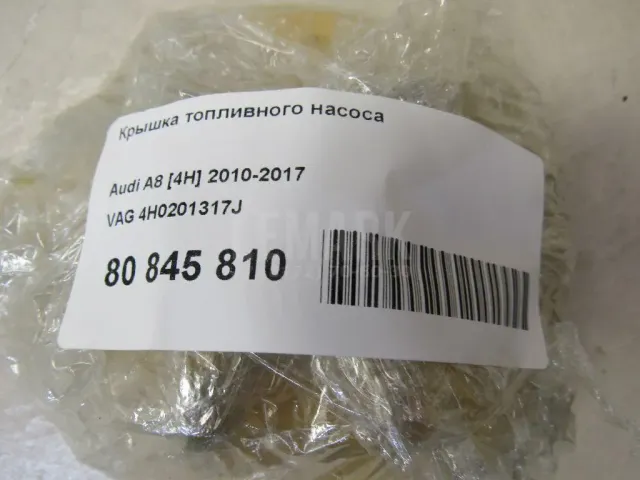 Крышка топливного насоса
Audi A8 [4H] 2010-2017
VAG 4H0201317J
80 845 810